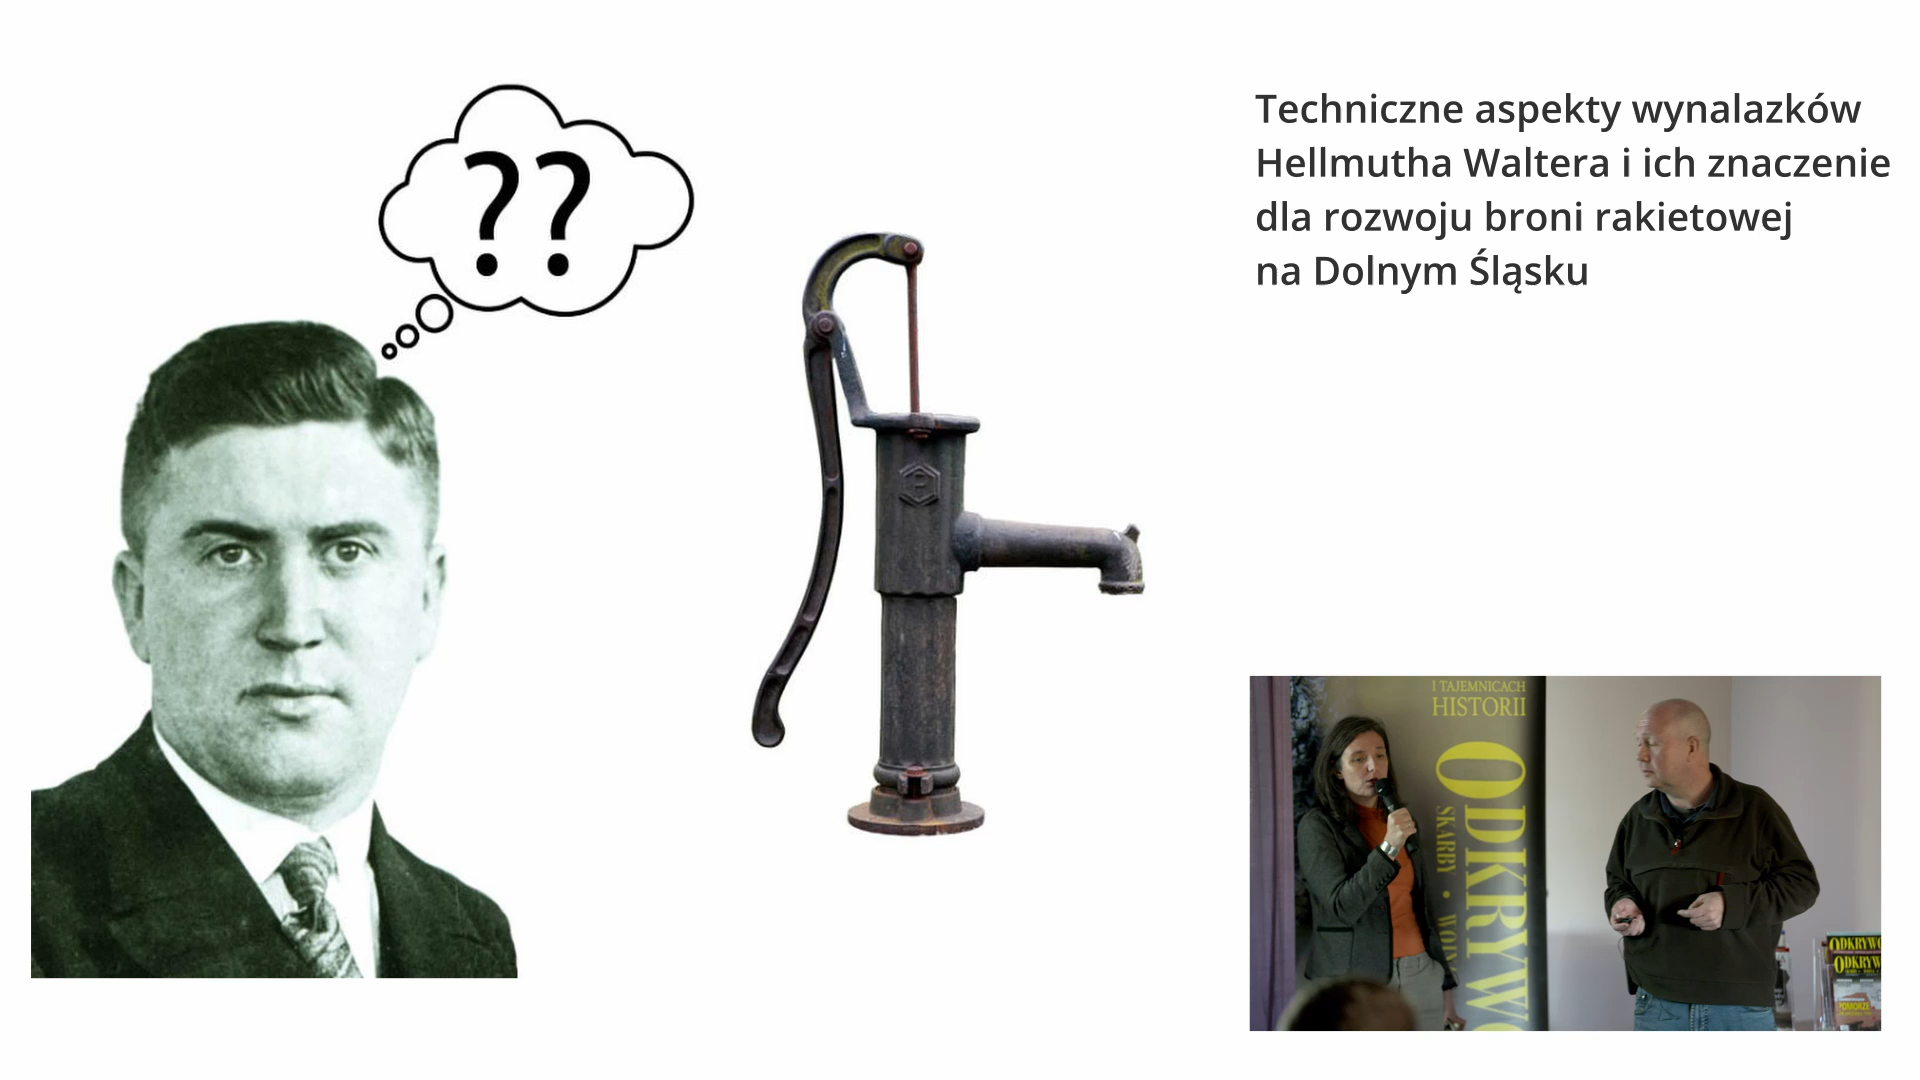 ??
Techniczne aspekty wynalazków
Hellmutha Waltera i ich znaczenie
dla rozwoju broni rakietowej
na Dolnym Śląsku
I TAJEMNICACH
HISTORII
ODKRYWC
SKARBY •
ODKRYWC
ODKRYW
POMORZE